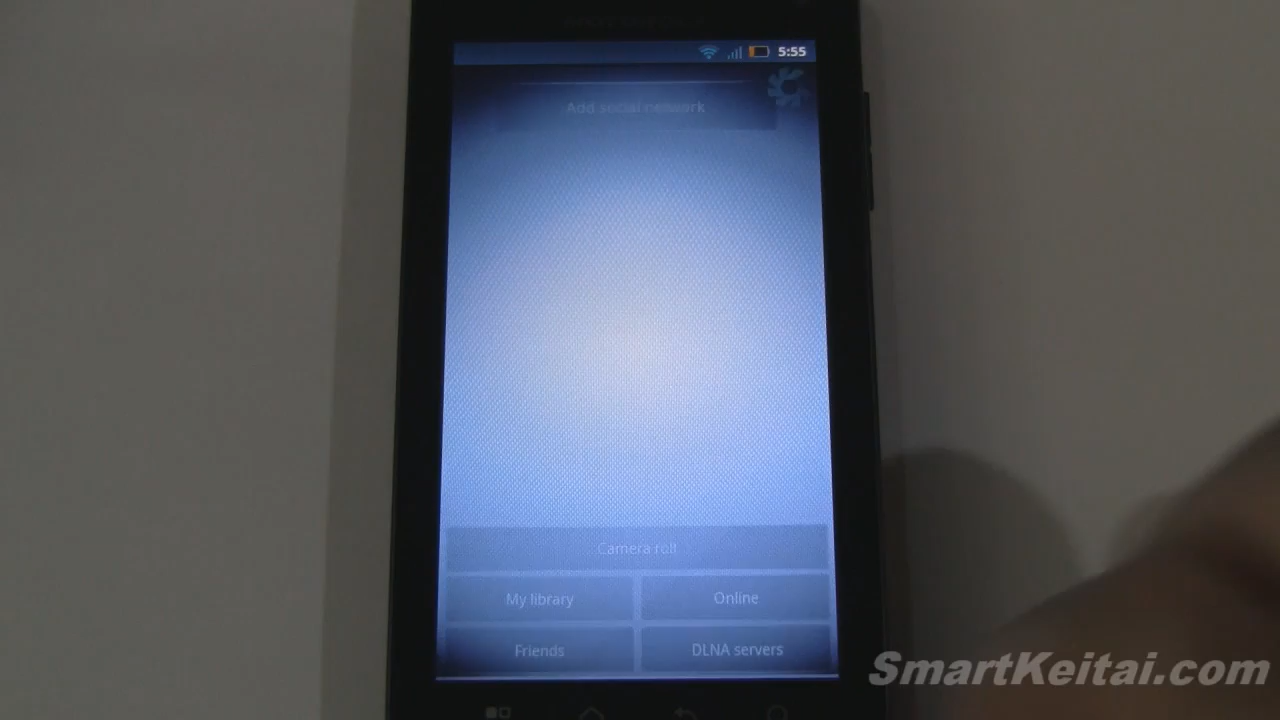 5:55
Add social network
Camera roll
My library
Online
Friends
DLNA servers
SmartKeitai.com